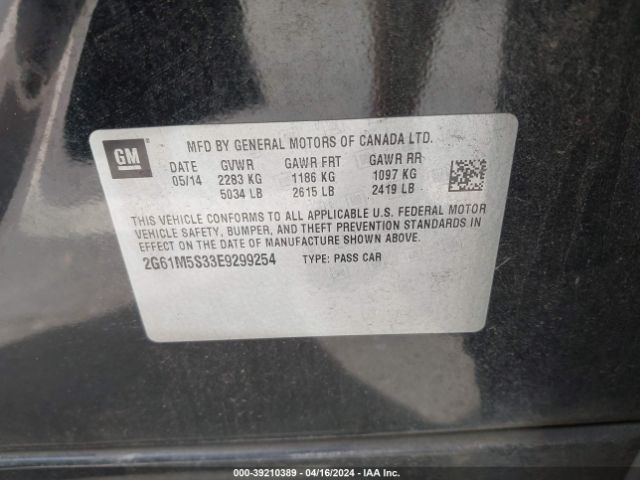 GM
MFD BY GENERAL MOTORS OF CANADA LTD.
DATE GVWR GAWR FRT GAWR RR
05/14 2283 KG 1186 KG 1097 KG
5034 LB 2615 LB 2419 LB
THIS VEHICLE CONFORMS TO ALL APPLICABLE U.S. FEDERAL MOTOR
VEHICLE SAFETY, BUMPER, AND THEFT PREVENTION STANDARDS IN
EFFECT ON THE DATE OF MANUFACTURE SHOWN ABOVE.
2G61M5S33E9299254 TYPE: PASS CAR
000-39210389 - 04/16/2024 - IAA Inc.